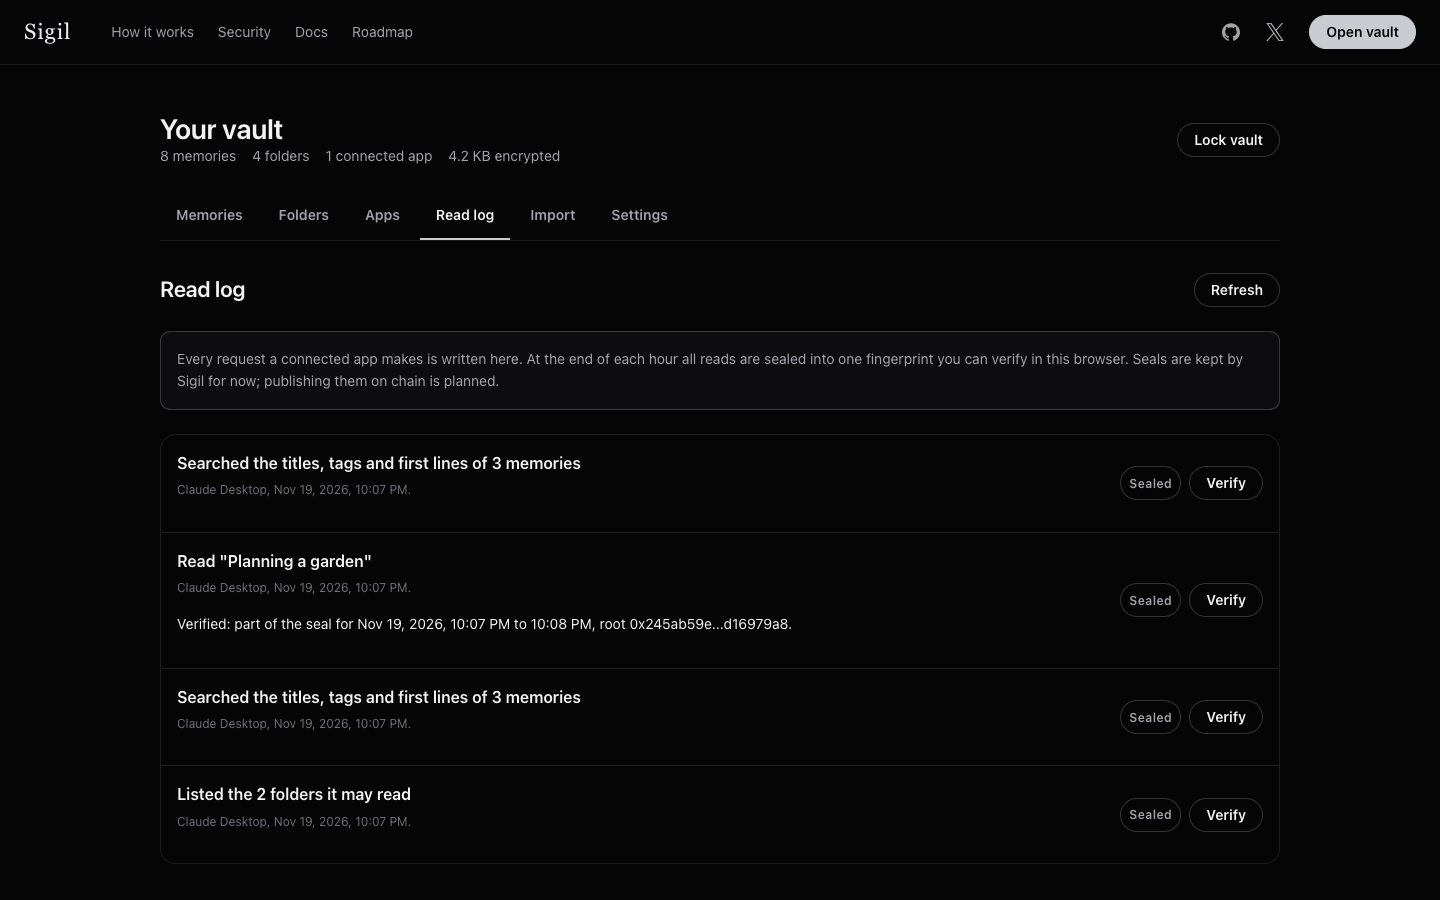 Sigil
How it works
Security
Docs
Roadmap
Open vault
Your vault
8 memories
4 folders
1 connected app
4.2 KB encrypted
Lock vault
Memories
Folders
Apps
Read log
Import
Settings
Read log
Refresh
Every request a connected app makes is written here. At the end of each hour all reads are sealed into one fingerprint you can verify in this browser. Seals are kept by
Sigil for now; publishing them on chain is planned.
Searched the titles, tags and first lines of 3 memories
Claude Desktop, Nov 19, 2026, 10:07 PM.
Sealed
Verify
Read "Planning a garden"
Claude Desktop, Nov 19, 2026, 10:07 PM.
Verified: part of the seal for Nov 19, 2026, 10:07 PM to 10:08 PM, root 0x245ab59e...d16979a8.
Sealed
Verify
Searched the titles, tags and first lines of 3 memories
Claude Desktop, Nov 19, 2026, 10:07 PM.
Sealed
Verify
Listed the 2 folders it may read
Claude Desktop, Nov 19, 2026, 10:07 PM.
Sealed
Verify